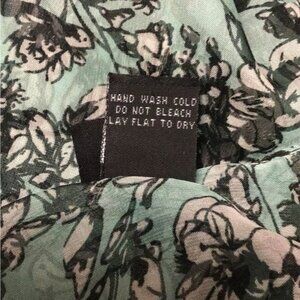 HAND WASH COLD
DO NOT BLEACH
LAY FLAT TO DRY